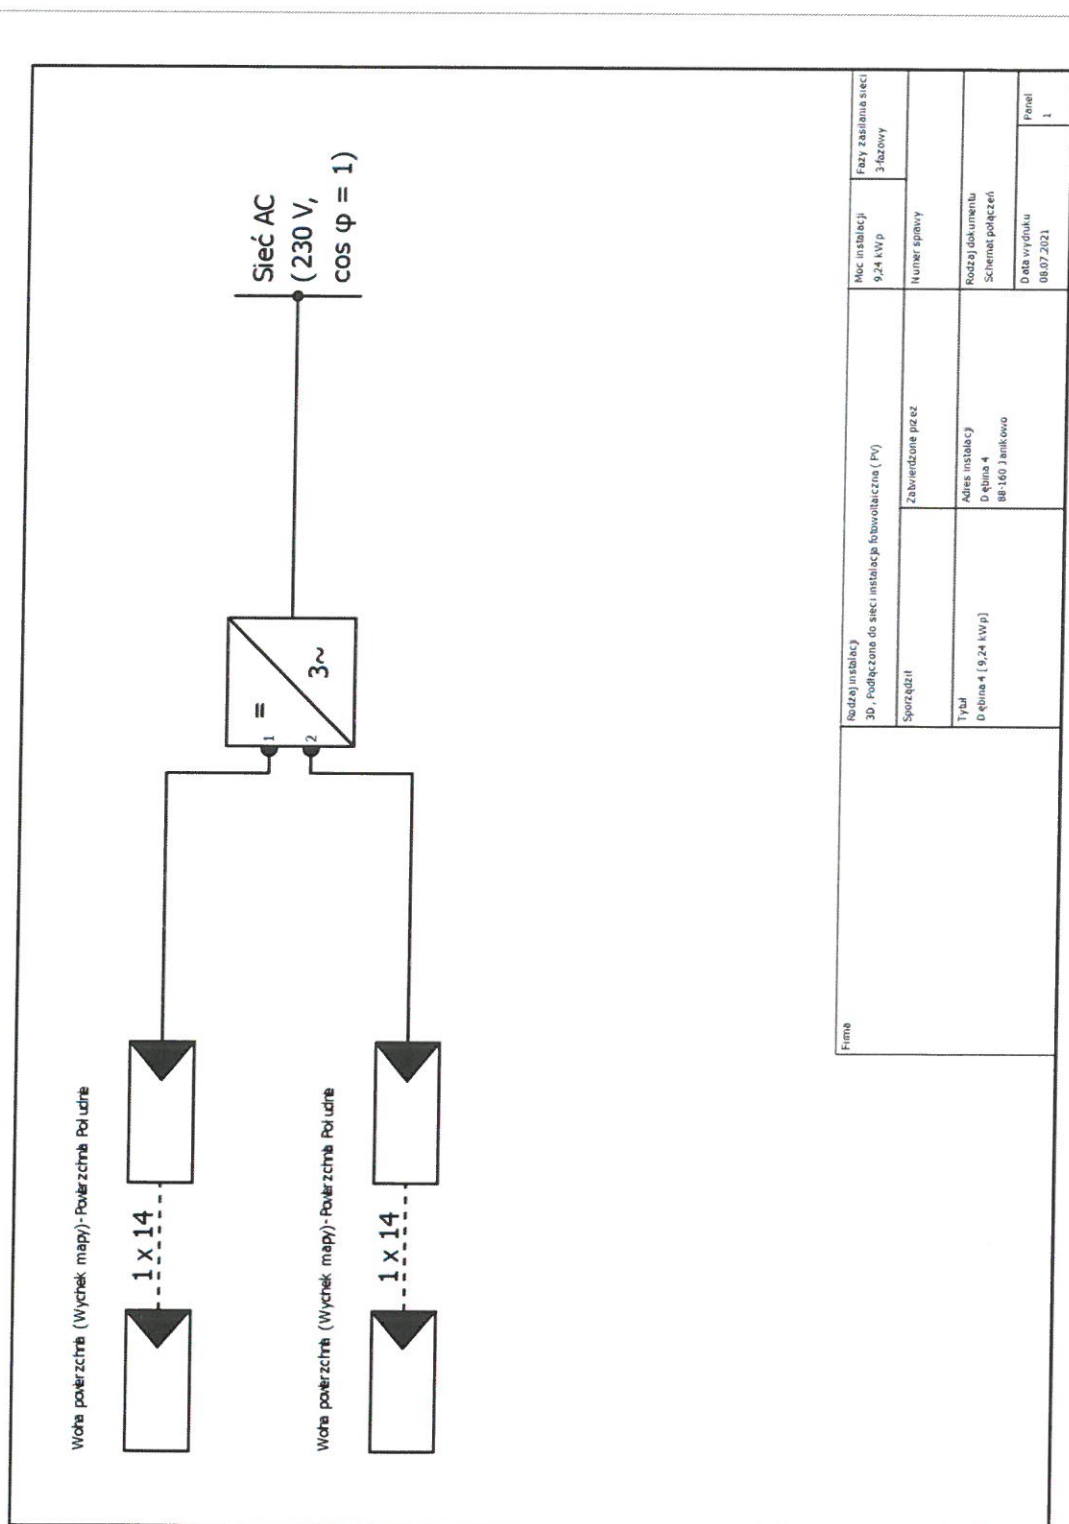 Wolna powierzchnia (Wycinek mapy)-Powierzchnia Południe
1 x 14
Wolna powierzchnia (Wycinek mapy)-Powierzchnia Południe
1 x 14
1
2
=
3~
Sieć AC
(230 V,
cos φ = 1)
Firma
Rodzaj instalacji
3D, Podłączona do sieci instalacja fotowoltaiczna (PV)
Moc instalacji
9,24 kWp
Fazy zasilania sieci
3-fazowy
Sporządził
Zatwierdzone przez
Numer sprawy
Tytuł
Dębina 4 [9,24 kWp]
Adres instalacji
Dębina 4
88-160 Janikowo
Rodzaj dokumentu
Schemat połączeń
Data wydruku
08.07.2021
Panel
1